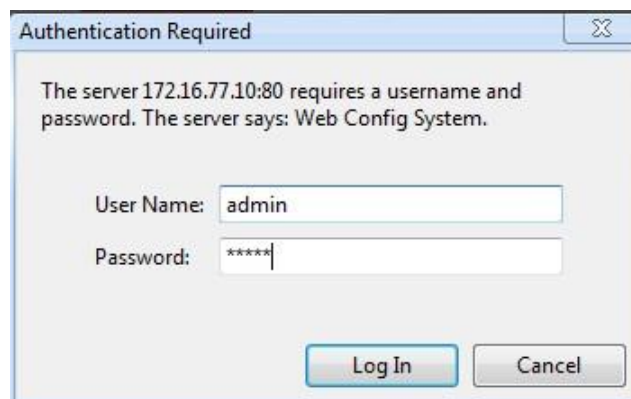 Authentication Required
The server 172.16.77.10:80 requires a username and
password. The server says: Web Config System.
User Name: admin
Password: *****
Log In Cancel